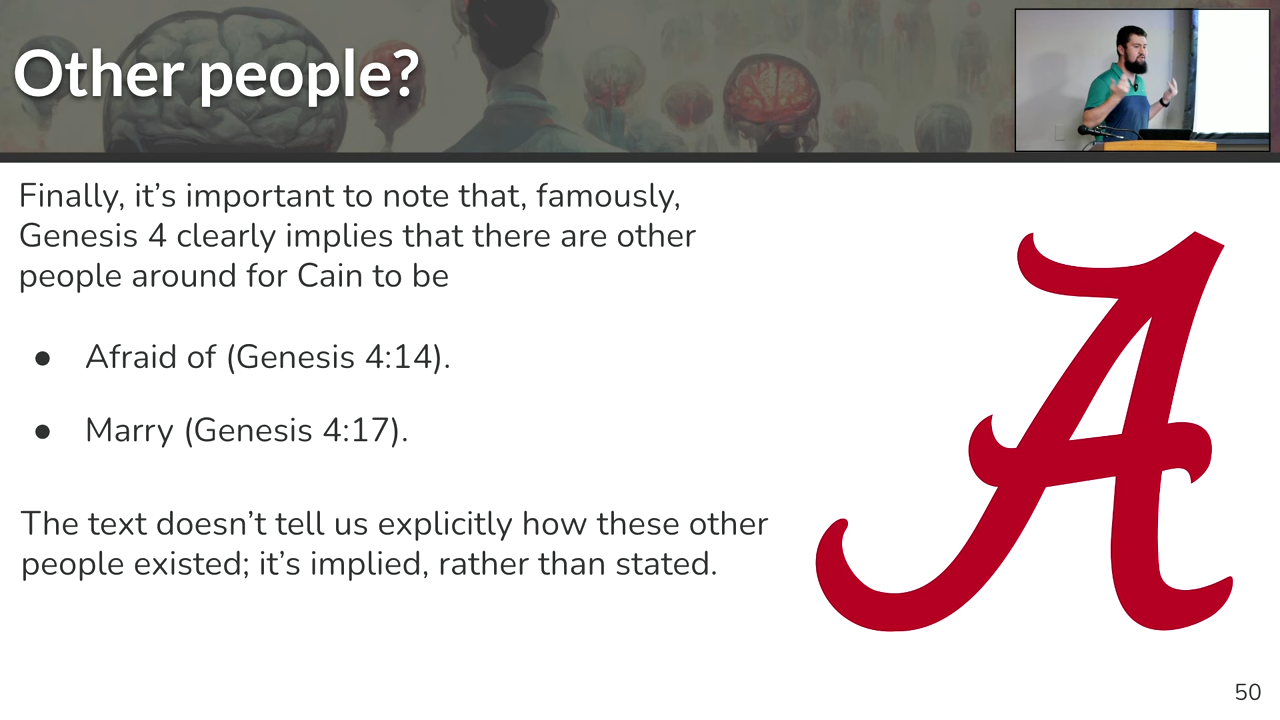 Other people?
Finally, it’s important to note that, famously,
Genesis 4 clearly implies that there are other
people around for Cain to be
● Afraid of (Genesis 4:14).
● Marry (Genesis 4:17).
The text doesn’t tell us explicitly how these other
people existed; it’s implied, rather than stated.
A
50